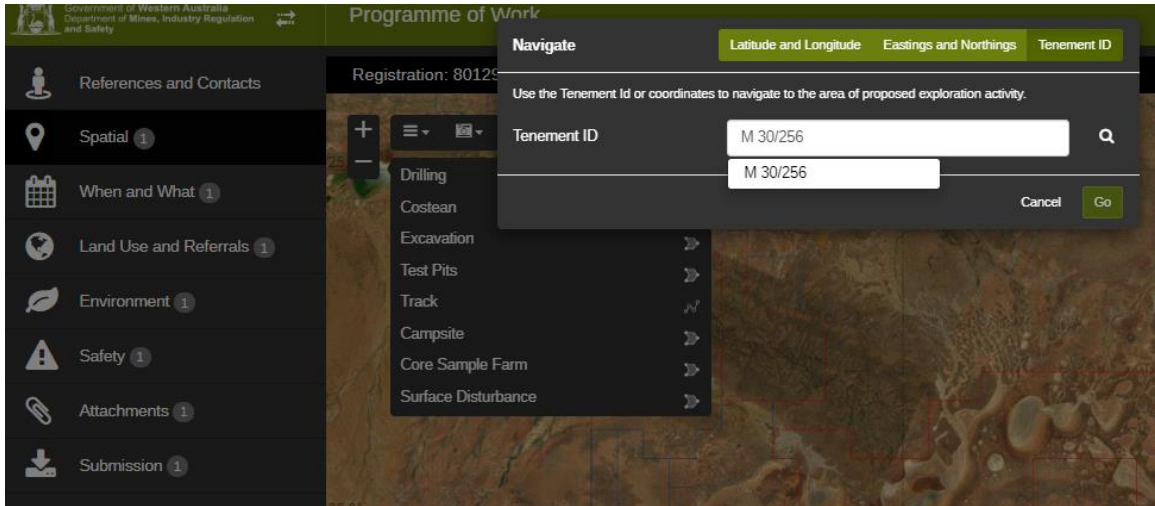 Government of Western Australia
Department of Mines, Industry Regulation
and Safety
Programme of Work
Navigate
Latitude and Longitude
Eastings and Northings
Tenement ID
References and Contacts
Registration: 80129
Use the Tenement Id or coordinates to navigate to the area of proposed exploration activity.
Spatial 1
Tenement ID
M 30/256
M 30/256
When and What 1
Drilling
Costean
Cancel
Go
Land Use and Referrals 1
Excavation
Test Pits
Environment 1
Track
Campsite
Safety 1
Core Sample Farm
Surface Disturbance
Attachments 1
Submission 1